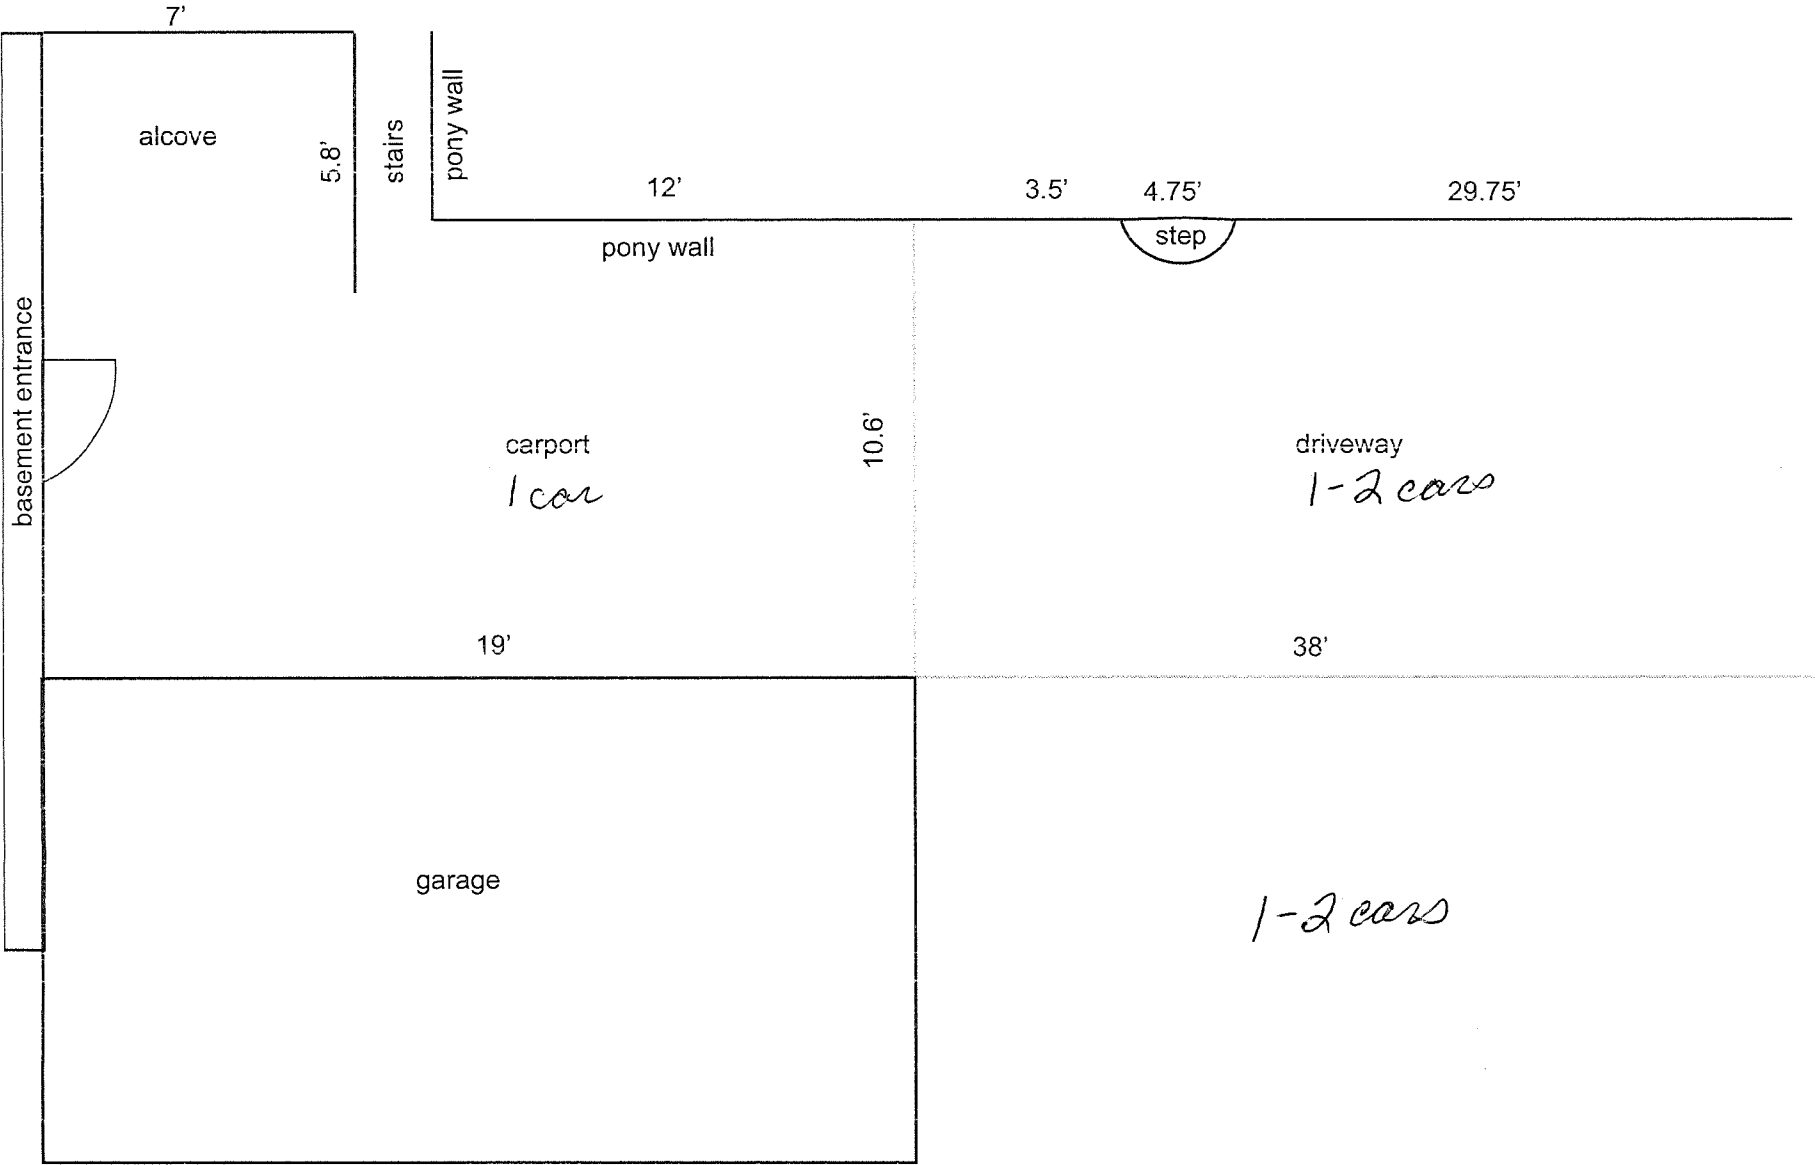 7'
alcove
5.8'
stairs
pony wall
12'
3.5'
4.75'
29.75'
step
pony wall
basement entrance
10.6'
carport
1 car
driveway
1-2 cars
19'
38'
garage
1-2 cars